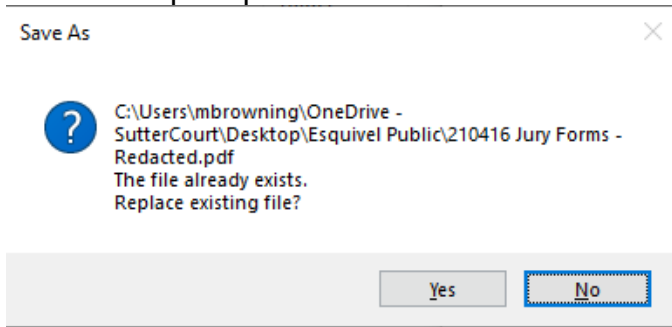 Save As
C:\Users\mbrowning\OneDrive -
SutterCourt\Desktop\Esquivel Public\210416 Jury Forms -
Redacted.pdf
The file already exists.
Replace existing file?
Yes
No